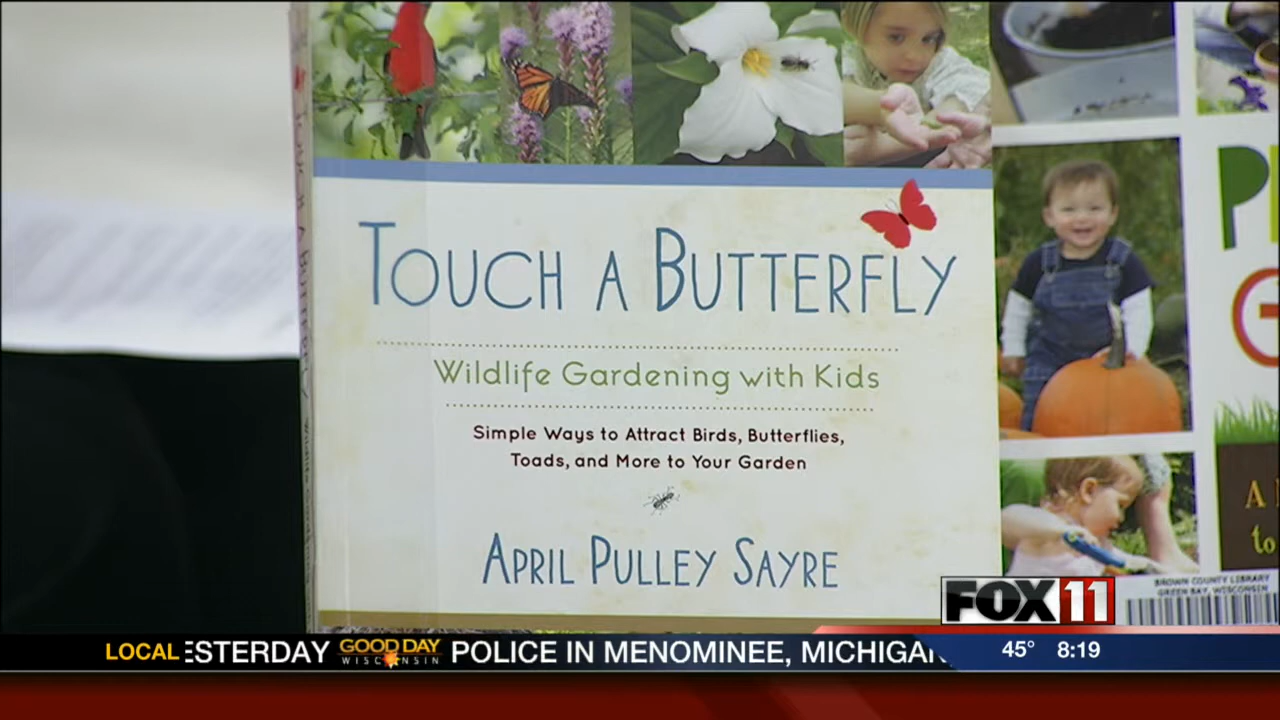 TOUCH A BUTTERFLY
Wildlife Gardening with Kids
Simple Ways to Attract Birds, Butterflies,
Toads, and More to Your Garden
APRIL PULLEY SAYRE
A
to
BROWN COUNTY LIBRARY
GREEN BAY, WISCONSIN
FOX 11
LOCAL ESTERDAY GOOD DAY WISCONSIN POLICE IN MENOMINEE, MICHIGAN 45° 8:19